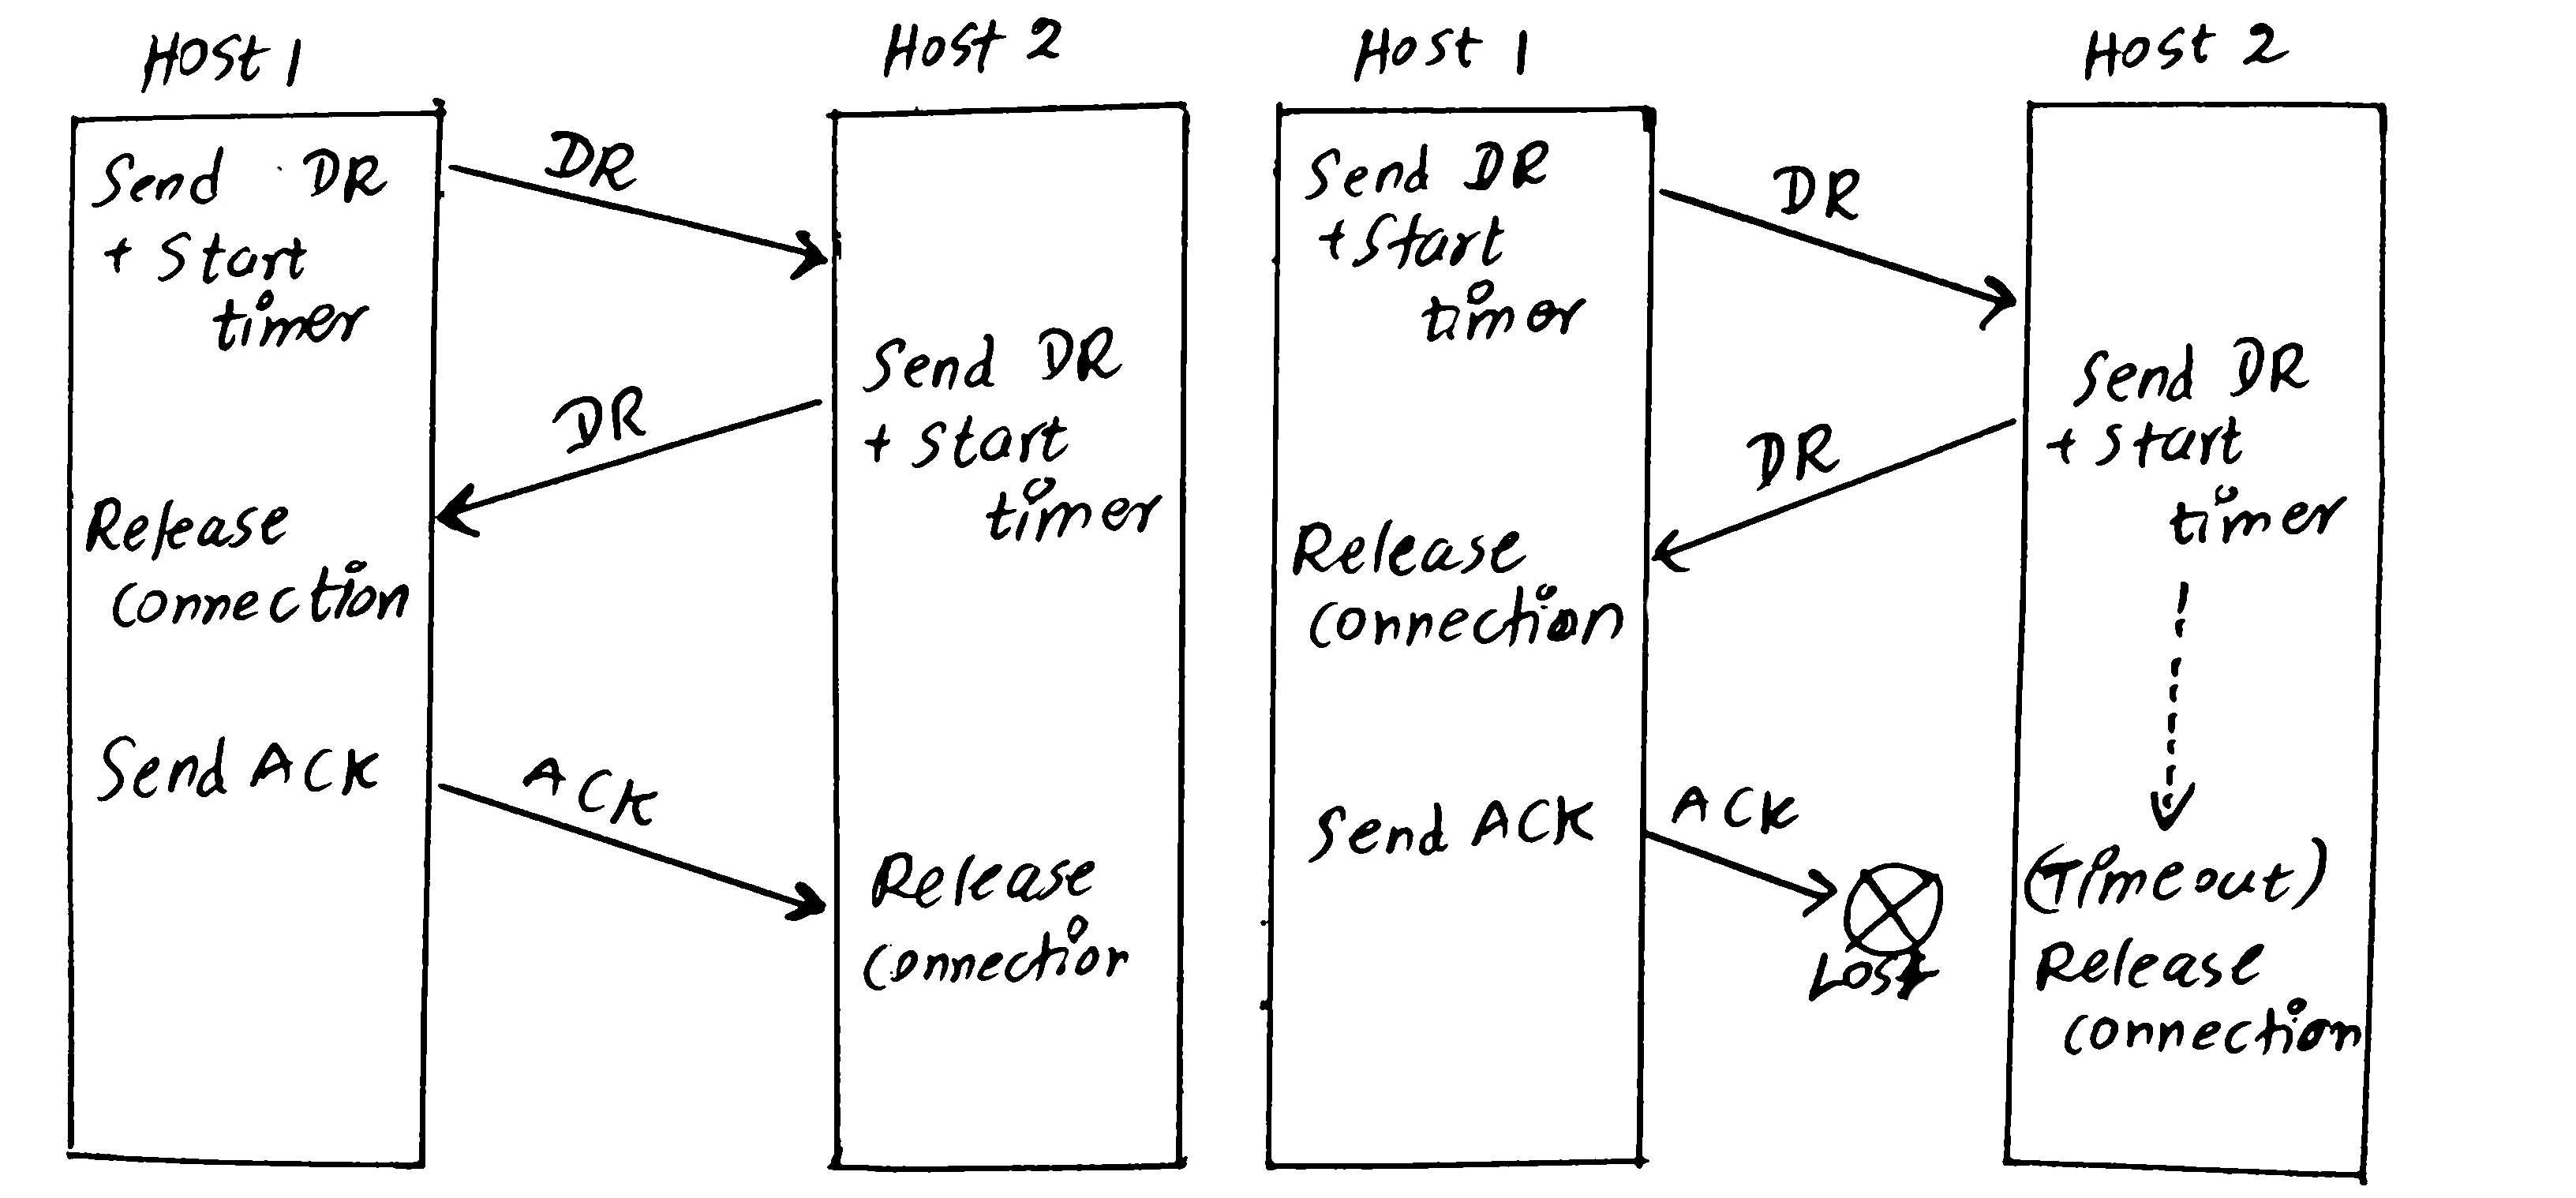 Host 1
Host 2
Send DR
+ Start
timer
DR
Send DR
+ Start
timer
DR
Release
connection
Send ACK
ACK
Release
connection
Host 1
Host 2
Send DR
+ Start
timer
DR
Send DR
+ Start
timer
DR
Release
connection
Send ACK
ACK
Lost
(Timeout)
Release
connection